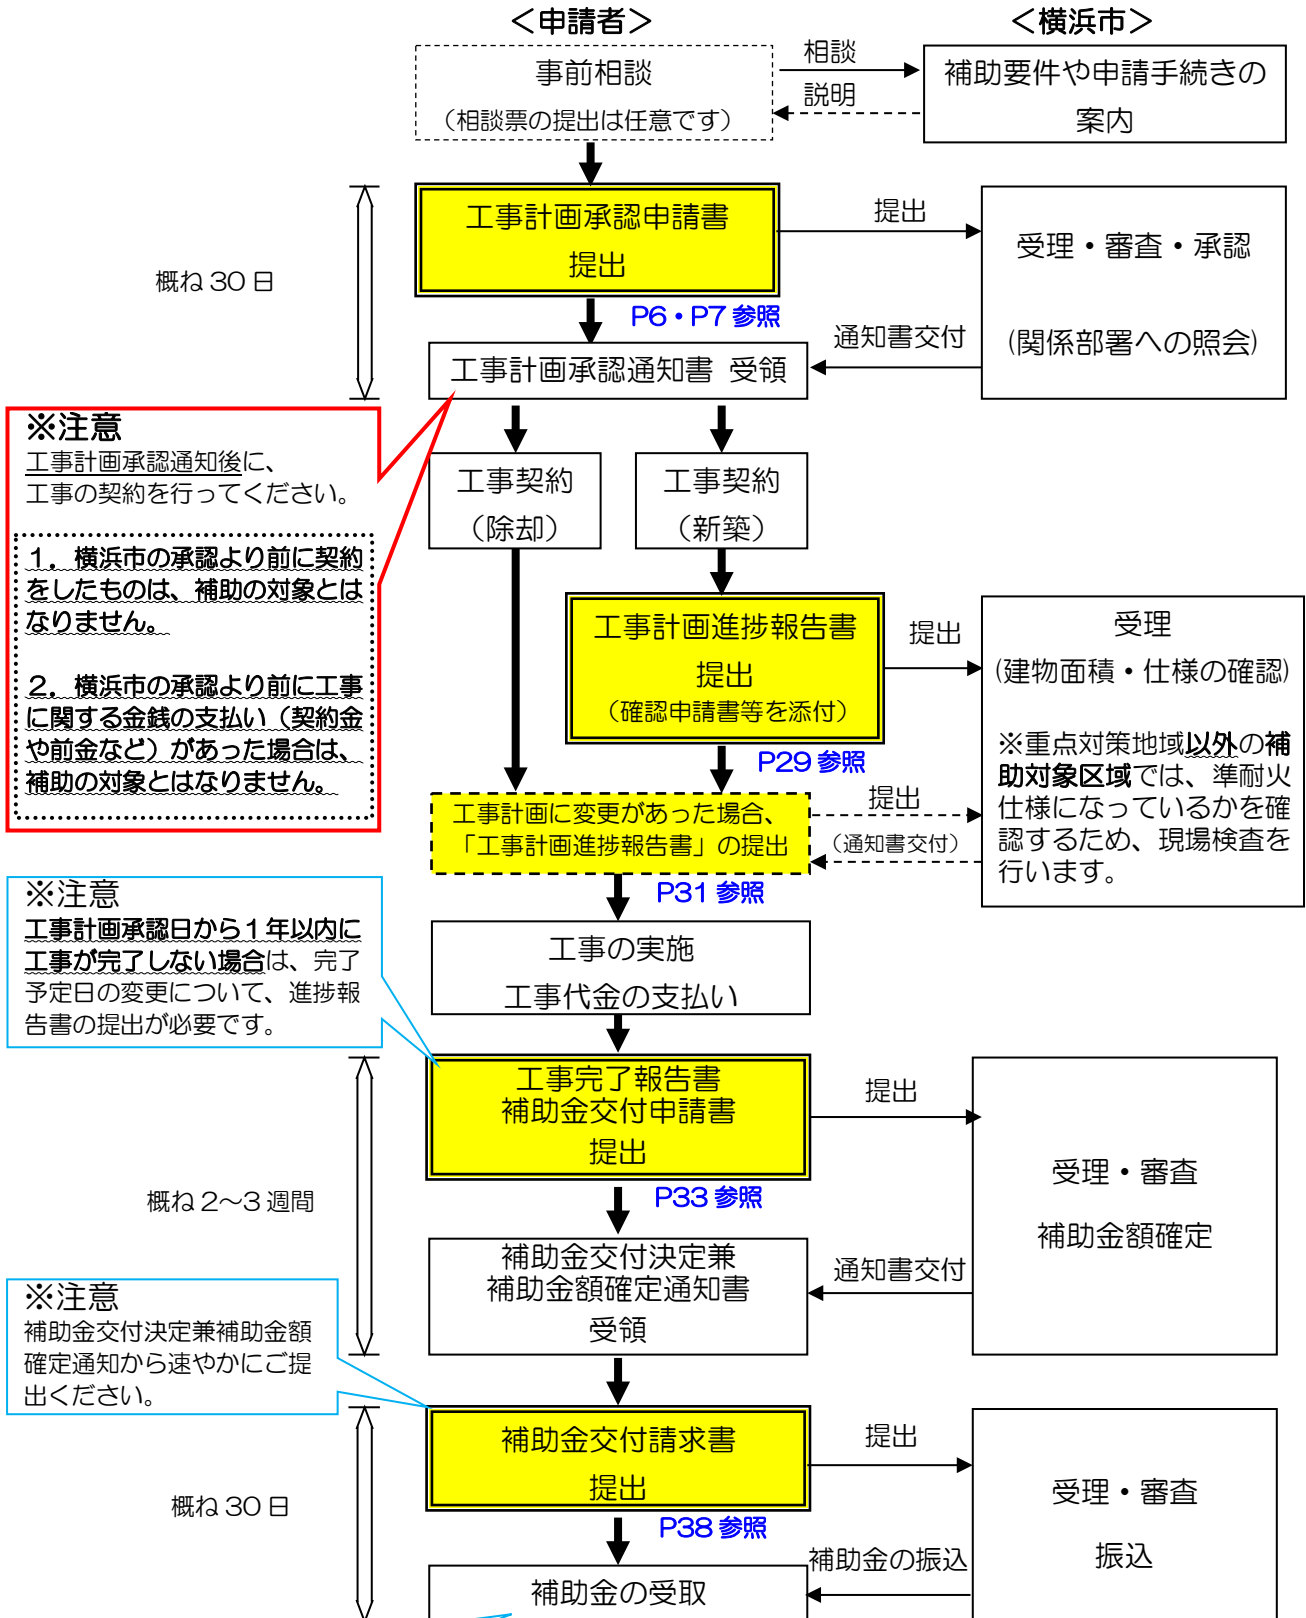 ＜申請者＞
＜横浜市＞
事前相談
（相談票の提出は任意です）
相談
説明
補助要件や申請手続きの
案内
概ね 30 日
工事計画承認申請書
提出
P6・P7 参照
提出
受理・審査・承認
(関係部署への照会)
通知書交付
工事計画承認通知書 受領
※注意
工事計画承認通知後に、
工事の契約を行ってください。
１．横浜市の承認より前に契約
をしたものは、補助の対象とは
なりません。
２．横浜市の承認より前に工事
に関する金銭の支払い（契約金
や前金など）があった場合は、
補助の対象とはなりません。
工事契約
（除却）
工事契約
（新築）
工事計画進捗報告書
提出
（確認申請書等を添付）
P29 参照
提出
受理
(建物面積・仕様の確認)
※重点対策地域以外の補
助対象区域では、準耐火
仕様になっているかを確
認するため、現場検査を
行います。
工事計画に変更があった場合、
「工事計画進捗報告書」の提出
提出
（通知書交付）
P31 参照
※注意
工事計画承認日から１年以内に
工事が完了しない場合は、完了
予定日の変更について、進捗報
告書の提出が必要です。
工事の実施
工事代金の支払い
概ね 2～3 週間
工事完了報告書
補助金交付申請書
提出
P33 参照
提出
受理・審査
補助金額確定
通知書交付
補助金交付決定兼
補助金額確定通知書
受領
※注意
補助金交付決定兼補助金額
確定通知から速やかにご提
出ください。
概ね 30 日
補助金交付請求書
提出
P38 参照
提出
受理・審査
振込
補助金の振込
補助金の受取